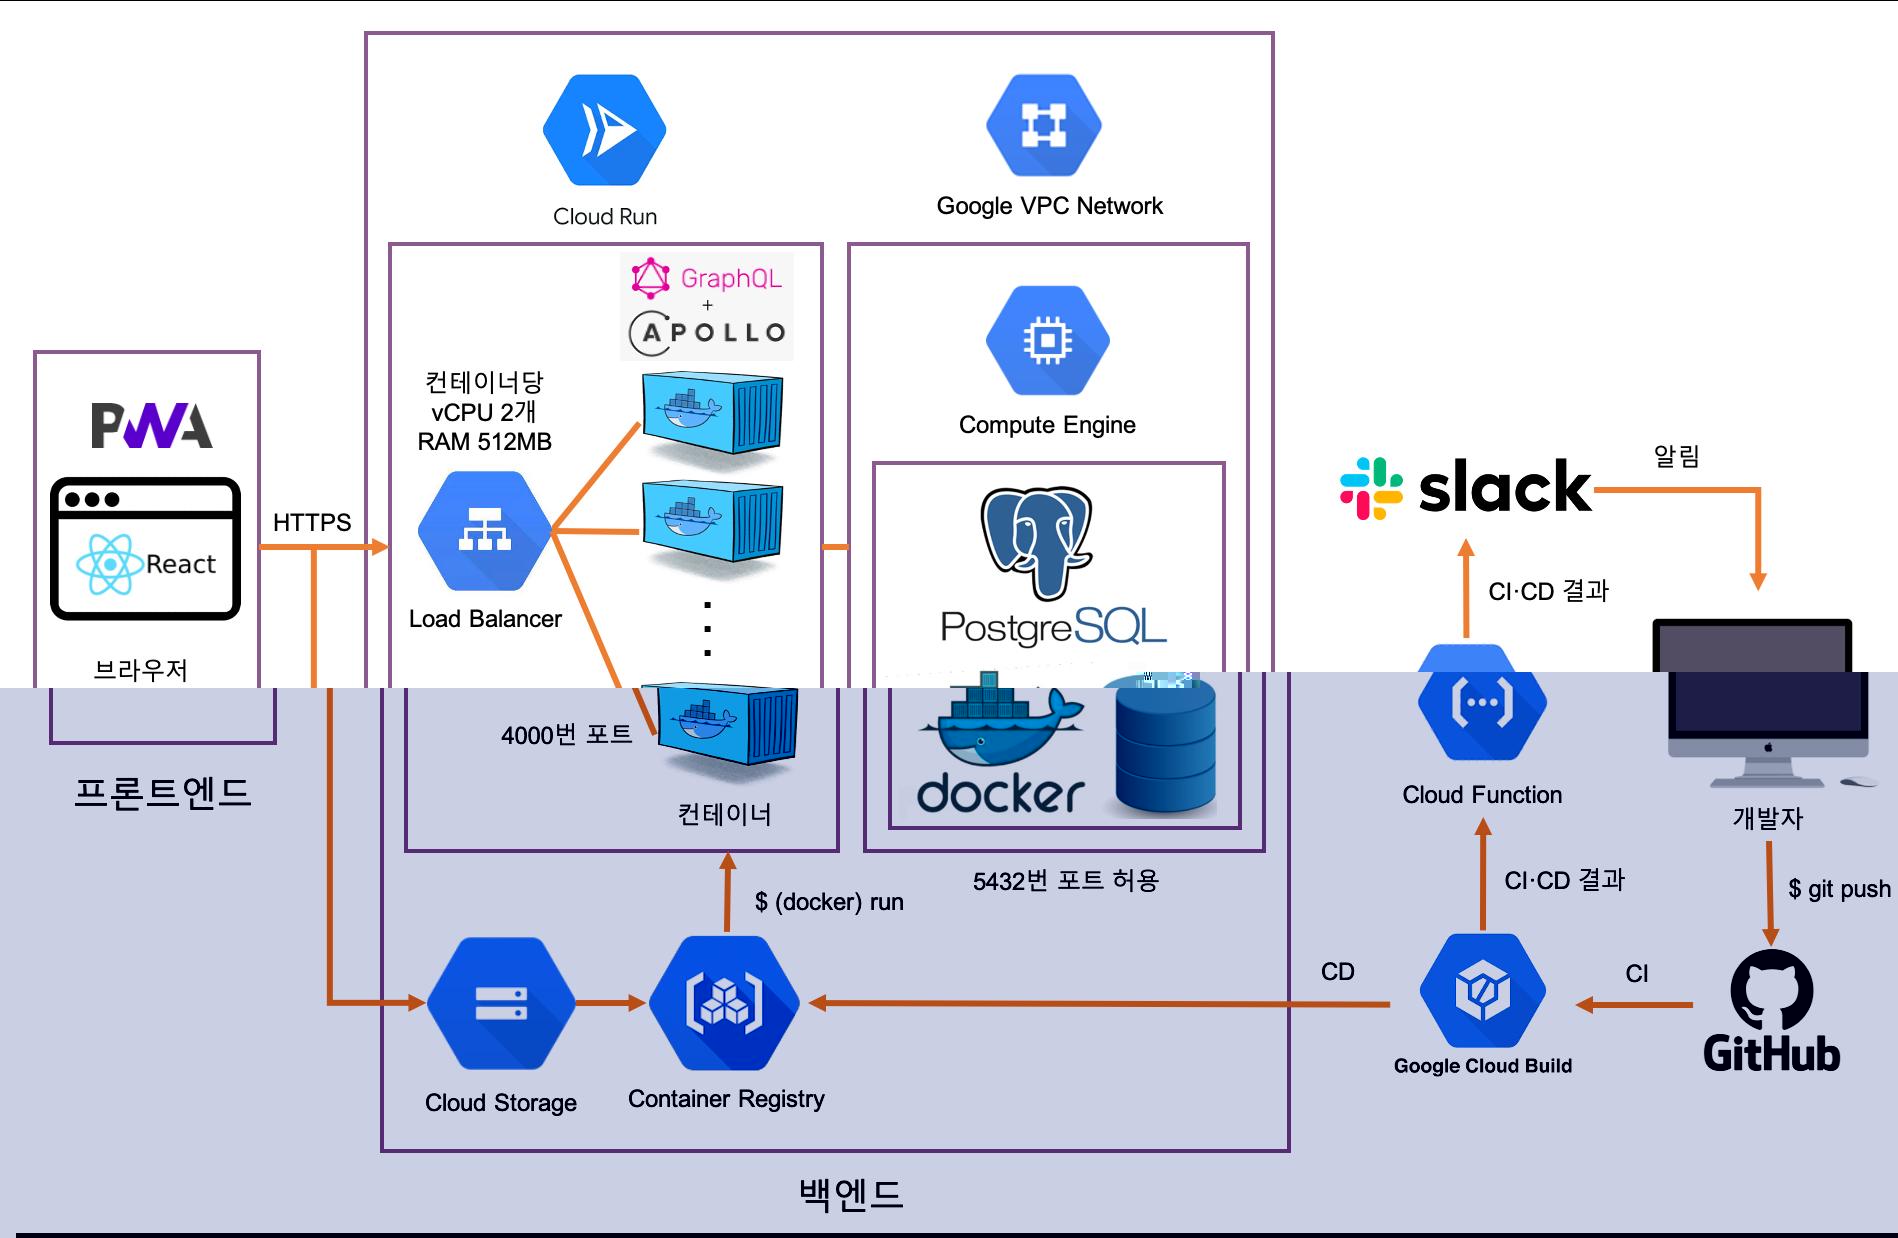 Cloud Run
Google VPC Network
GraphQL
+
APOLLO
컨테이너당
vCPU 2개
RAM 512MB
Load Balancer
4000번 포트
컨테이너
Compute Engine
PostgreSQL
docker
5432번 포트 허용
PWA
React
브라우저
프론트엔드
HTTPS
$ (docker) run
Cloud Storage
Container Registry
백엔드
slack
알림
CI·CD 결과
Cloud Function
개발자
CI·CD 결과
$ git push
CD
CI
Google Cloud Build
GitHub